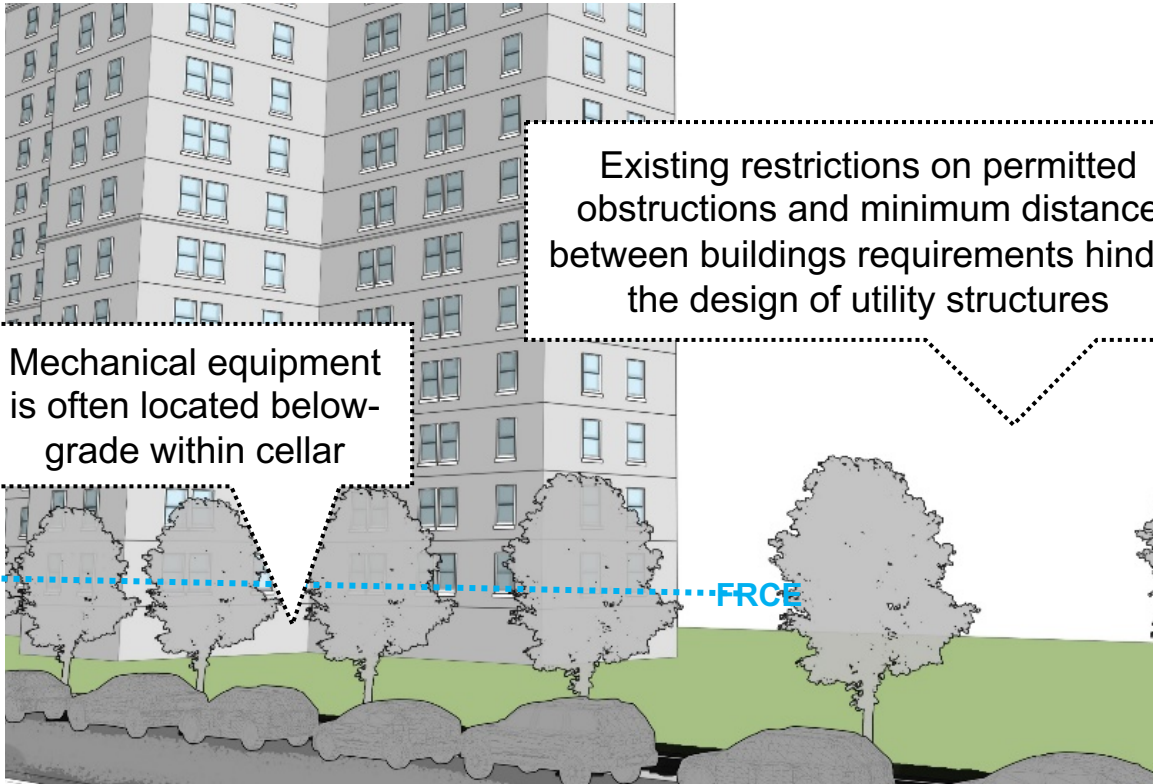 Existing restrictions on permitted
obstructions and minimum distance
between buildings requirements hind
the design of utility structures
Mechanical equipment
is often located below-
grade within cellar
FRCE